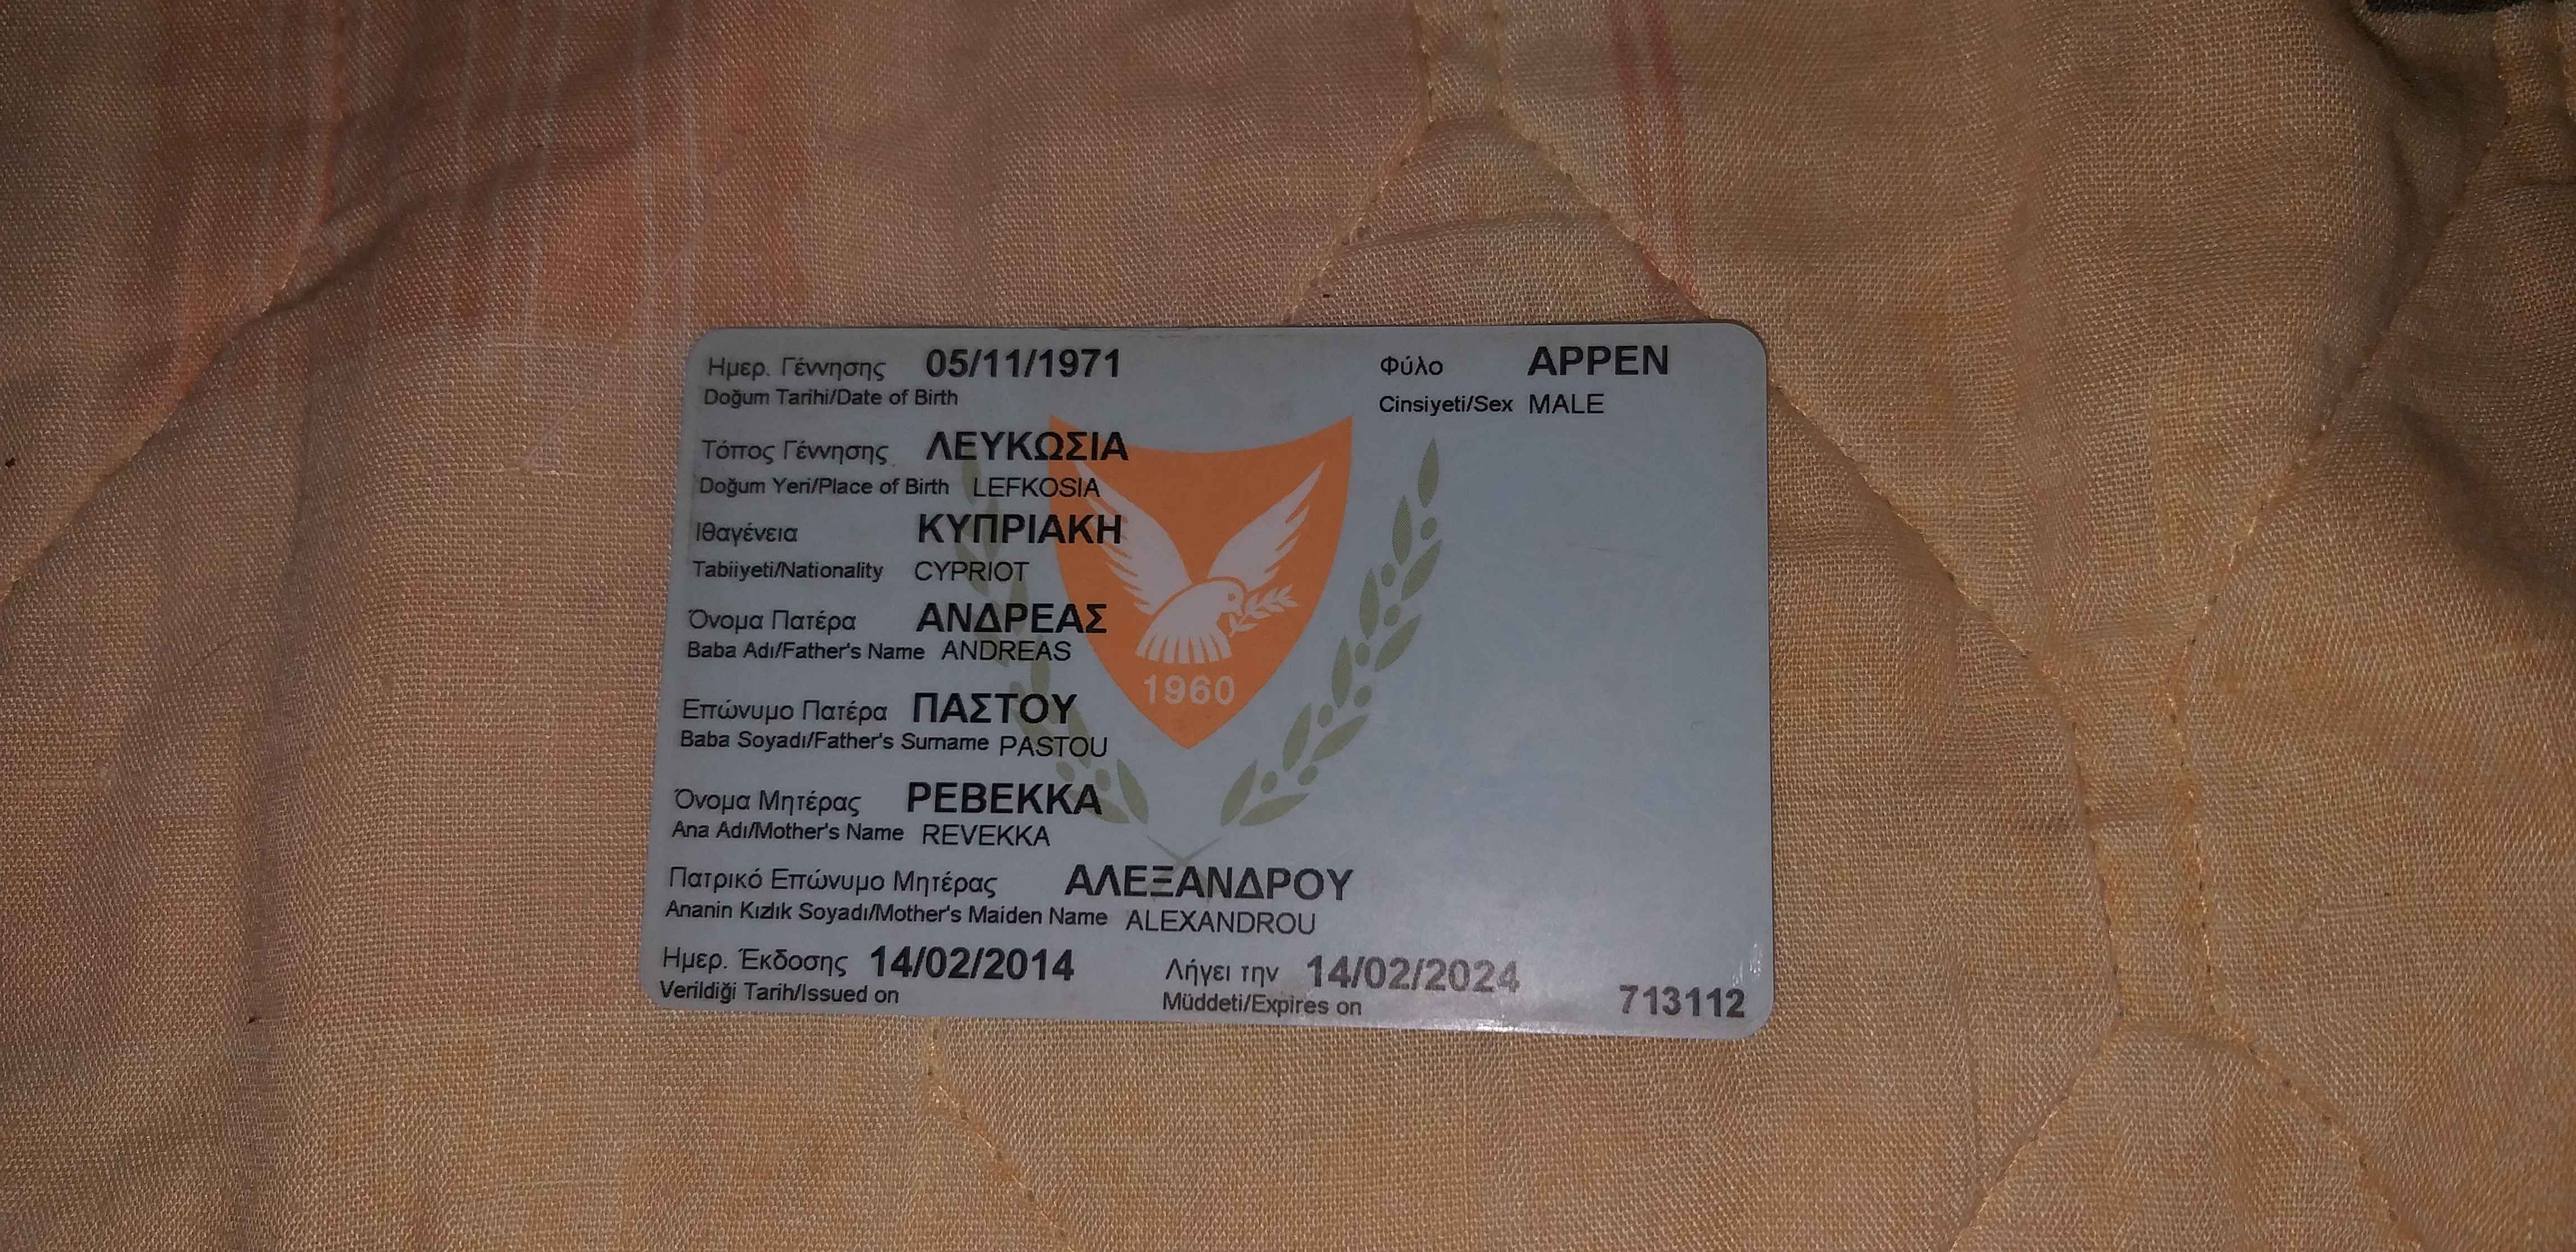 Ημερ. Γέννησης 05/11/1971 Φύλο ΑΡΡΕΝ
Doğum Tarihi/Date of Birth Cinsiyeti/Sex MALE
Τόπος Γέννησης ΛΕΥΚΩΣΙΑ
Doğum Yeri/Place of Birth LEFKOSIA
Ιθαγένεια ΚΥΠΡΙΑΚΗ
Tabiiyeti/Nationality CYPRIOT
Όνομα Πατέρα ΑΝΔΡΕΑΣ
Baba Adı/Father's Name ANDREAS
1960
Επώνυμο Πατέρα ΠΑΣΤΟΥ
Baba Soyadı/Father's Surname PASTOU
Όνομα Μητέρας ΡΕΒΕΚΚΑ
Ana Adı/Mother's Name REVEKKA
Πατρικό Επώνυμο Μητέρας ΑΛΕΞΑΝΔΡΟΥ
Ananin Kızlık Soyadı/Mother's Maiden Name ALEXANDROU
Ημερ. Έκδοσης 14/02/2014 Λήγει την 14/02/2024
Verildiği Tarih/Issued on Müddeti/Expires on 713112